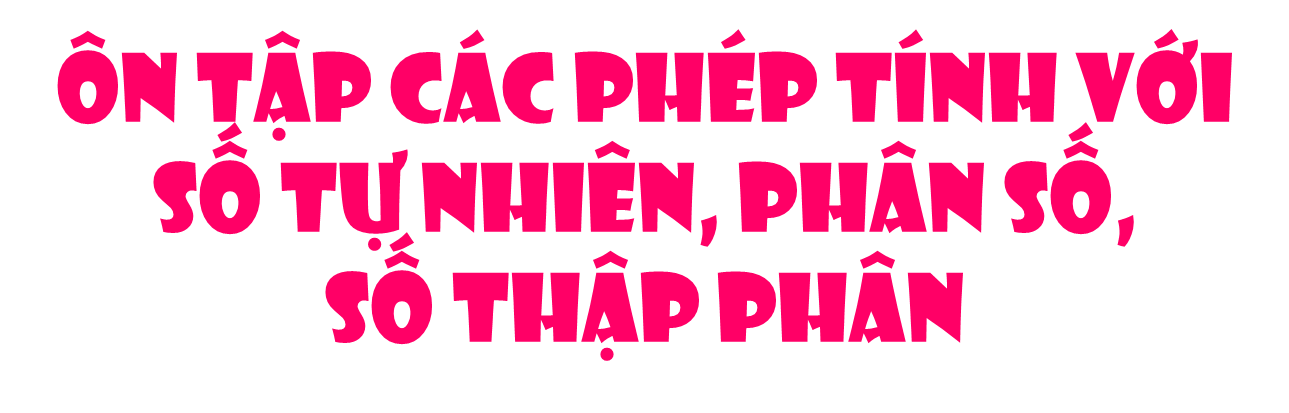 ÔN TẬP CÁC PHÉP TÍNH VỚI
SỐ TỰ NHIÊN, PHÂN SỐ,
SỐ THẬP PHÂN